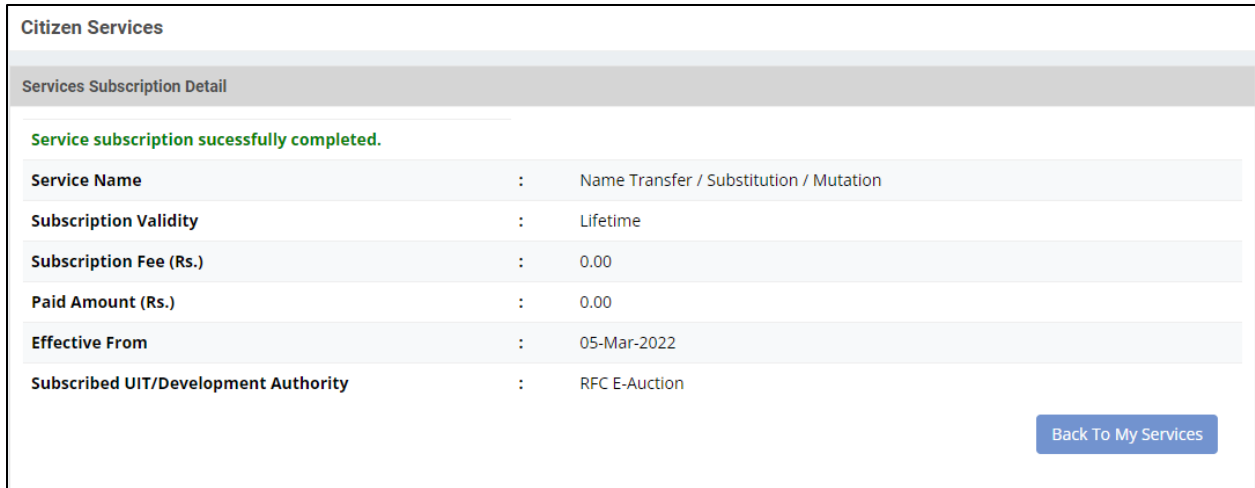 Citizen Services
Services Subscription Detail
Service subscription sucessfully completed.
Service Name : Name Transfer / Substitution / Mutation
Subscription Validity : Lifetime
Subscription Fee (Rs.) : 0.00
Paid Amount (Rs.) : 0.00
Effective From : 05-Mar-2022
Subscribed UIT/Development Authority : RFC E-Auction
Back To My Services